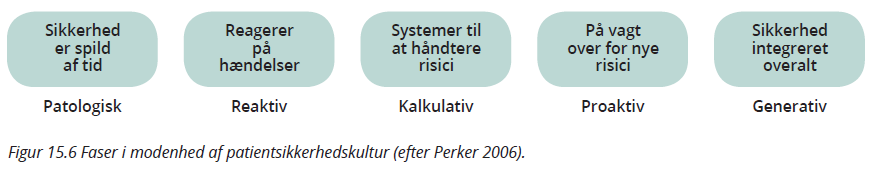 Sikkerhed
er spild
af tid
Reagerer
på
hændelser
Systemer til
at håndtere
risici
På vagt
over for nye
risici
Sikkerhed
integreret
overalt
Patologisk
Reaktiv
Kalkulativ
Proaktiv
Generativ
Figur 15.6 Faser i modenhed af patientsikkerhedskultur (efter Perker 2006).